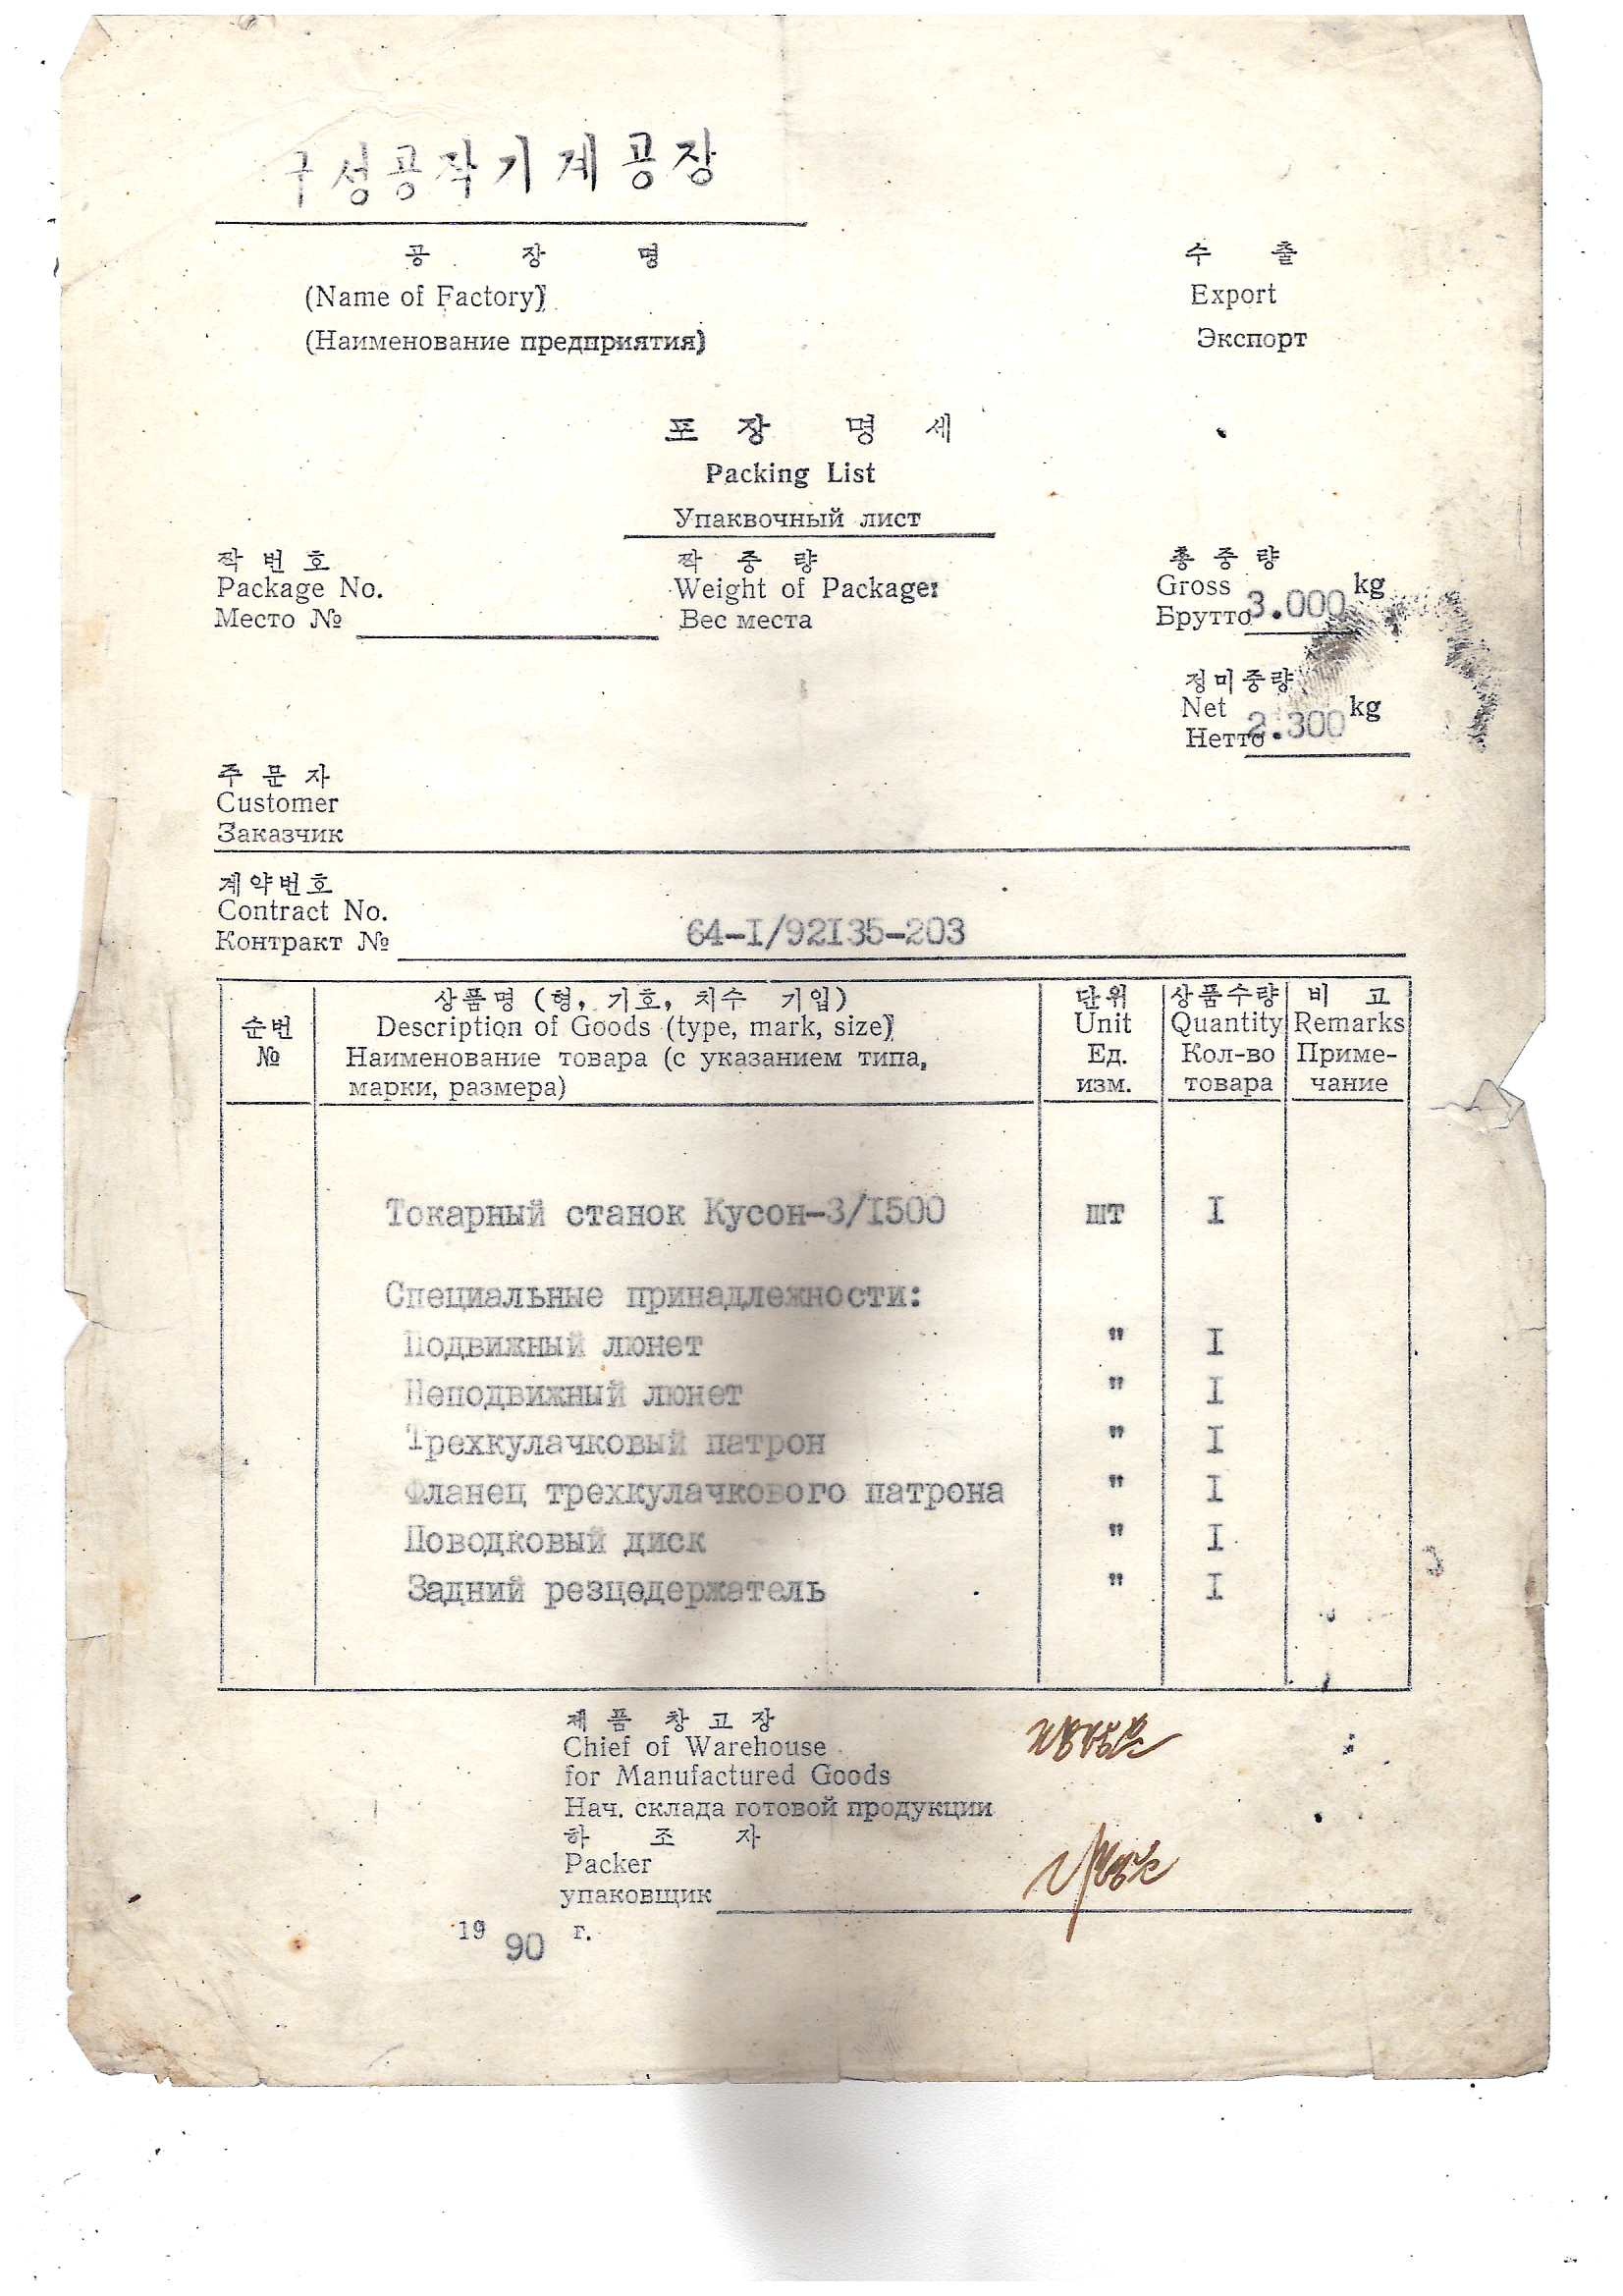 구성공작기계공장
공 장 명
(Name of Factory)
(Наименование предприятия)
수 출
Export
Экспорт
포 장 명 세
Packing List
Упаквочный лист
짝 번 호
Package No.
Место №
짝 중 량
Weight of Package:
Вес места
총 중 량
Gross 3.000 kg
Брутто
정미중량
Net 2.300 kg
Нетто
주 문 자
Customer
Заказчик
계약번호
Contract No.
Контракт № 64-I/92I35-203
순번
№
상품명 (형, 기호, 치수 기입)
Description of Goods (type, mark, size)
Наименование товара (с указанием типа,
марки, размера)
단위
Unit
Ед.
изм.
상품수량
Quantity
Кол-во
товара
비 고
Remarks
Приме-
чание
Токарный станок Кусон-3/I500 шт I
Специальные принадлежности:
Подвижный люнет " I
Неподвижный люнет " I
Трехкулачковый патрон " I
Фланец трехкулачкового патрона " I
Поводковый диск " I
Задний резцедержатель " I
제 품 창 고 장
Chief of Warehouse
for Manufactured Goods
Нач. склада готовой продукции
하 조 자
Packer
упаковщик
19 90 г.